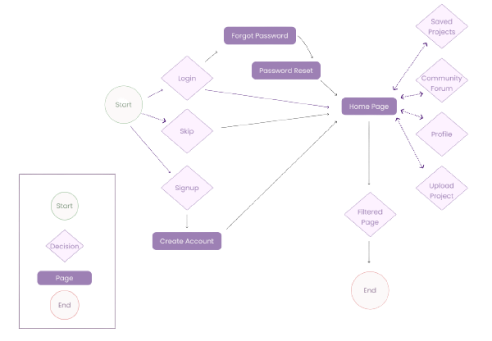 Forgot Password
Saved
Projects
Password Reset
Login
Community
Forum
Start
Home Page
Skip
Profile
Signup
Upload
Project
Filtered
Page
Create Account
End
Start
Decision
Page
End